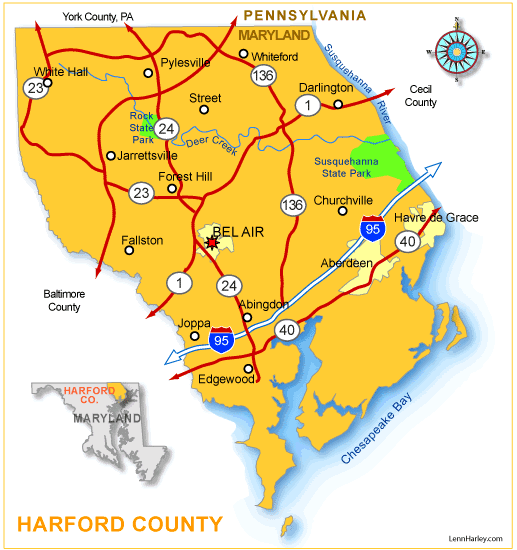 York County, PA
PENNSYLVANIA
MARYLAND
N
W
E
S
White Hall
23
Pylesville
Whiteford
136
Susquehanna
River
Street
Darlington
1
Cecil
County
Rock
State
Park
24
Deer Creek
Jarrettsville
Susquehanna
State Park
Forest Hill
23
136
Churchville
Havre de Grace
95
40
BEL AIR
Fallston
Aberdeen
1
24
Baltimore
County
Abingdon
Joppa
95
40
Edgewood
HARFORD
CO.
MARYLAND
Chesapeake Bay
HARFORD COUNTY
LennHarley.com